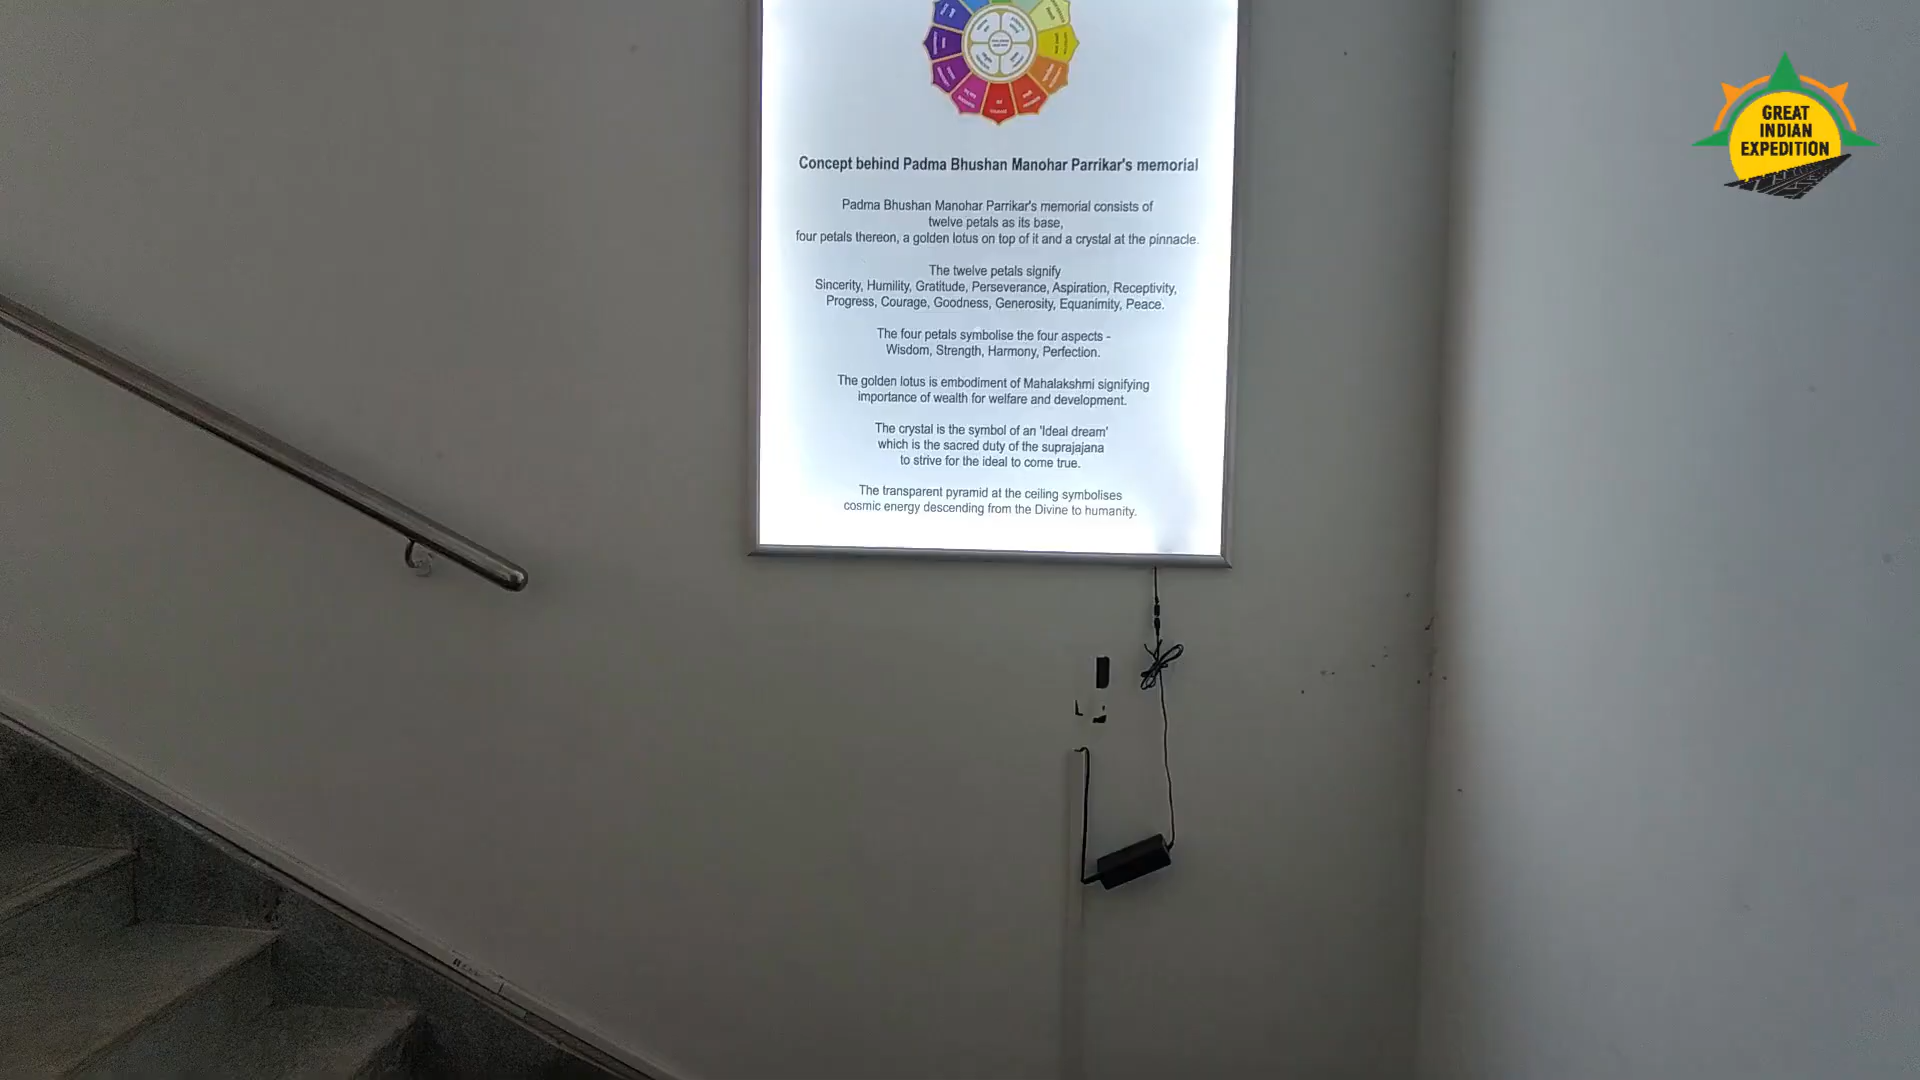 Concept behind Padma Bhushan Manohar Parrikar's memorial
Padma Bhushan Manohar Parrikar's memorial consists of
twelve petals as its base,
four petals thereon, a golden lotus on top of it and a crystal at the pinnacle.
The twelve petals signify
Sincerity, Humility, Gratitude, Perseverance, Aspiration, Receptivity,
Progress, Courage, Goodness, Generosity, Equanimity, Peace.
The four petals symbolise the four aspects -
Wisdom, Strength, Harmony, Perfection.
The golden lotus is embodiment of Mahalakshmi signifying
importance of wealth for welfare and development.
The crystal is the symbol of an 'Ideal dream'
which is the sacred duty of the suprajajana
to strive for the ideal to come true.
The transparent pyramid at the ceiling symbolises
cosmic energy descending from the Divine to humanity.
GREAT
INDIAN
EXPEDITION